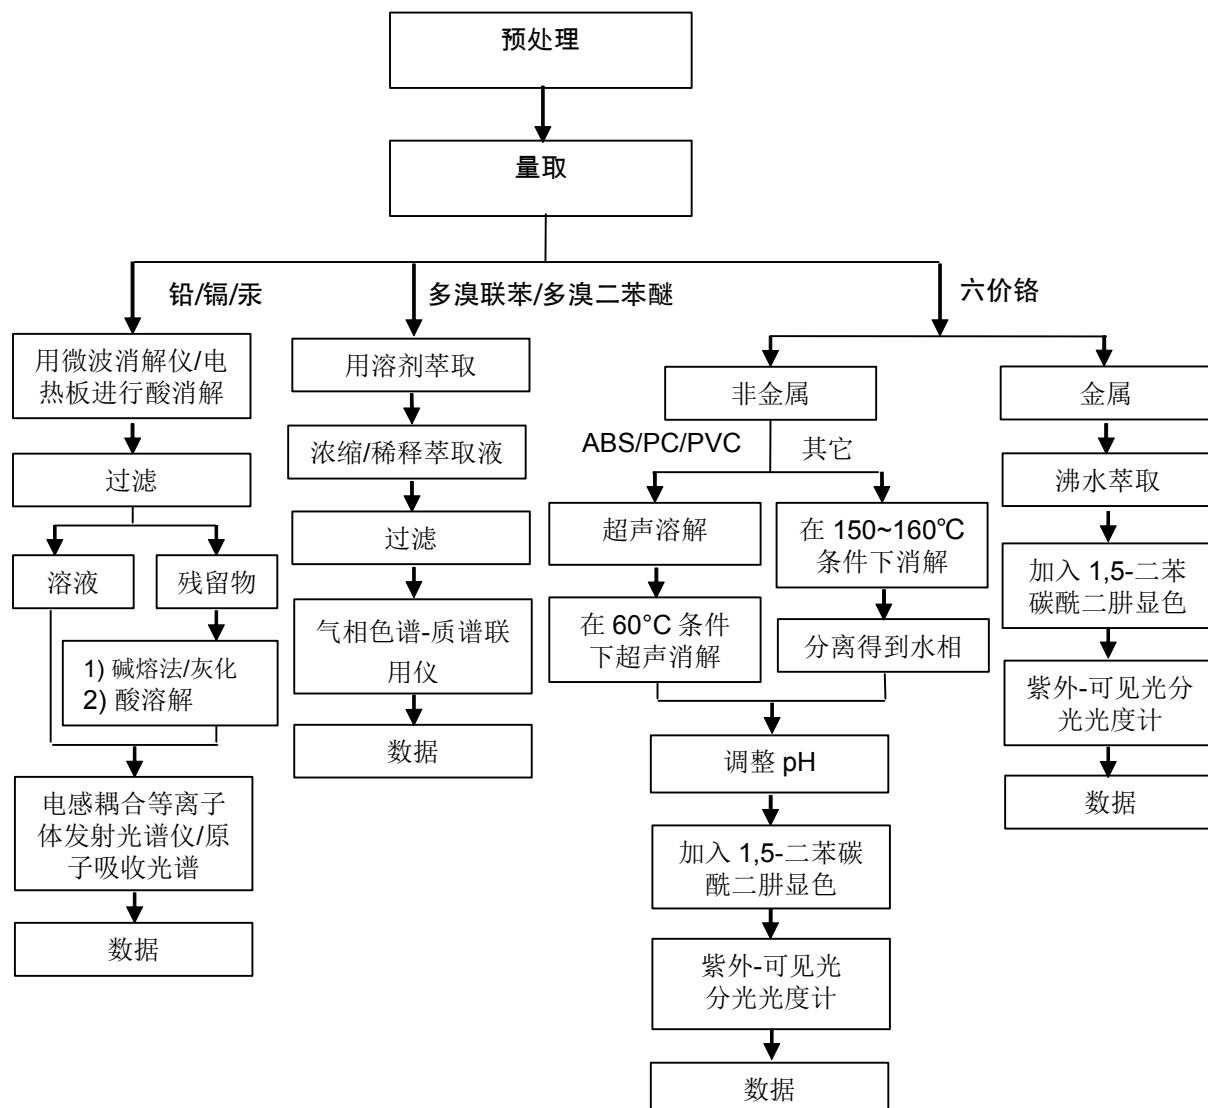 预处理
量取
铅/镉/汞
多溴联苯/多溴二苯醚
六价铬
用微波消解仪/电
热板进行酸消解
过滤
溶液
残留物
1) 碱熔法/灰化
2) 酸溶解
电感耦合等离子
体发射光谱仪/原
子吸收光谱
数据
用溶剂萃取
浓缩/稀释萃取液
过滤
气相色谱-质谱联
用仪
数据
非金属
ABS/PC/PVC
其它
超声溶解
在 60°C 条件
下超声消解
在 150~160℃
条件下消解
分离得到水相
调整 pH
加入 1,5-二苯碳
酰二肼显色
紫外-可见光
分光光度计
数据
金属
沸水萃取
加入 1,5-二苯
碳酰二肼显色
紫外-可见光分
光光度计
数据